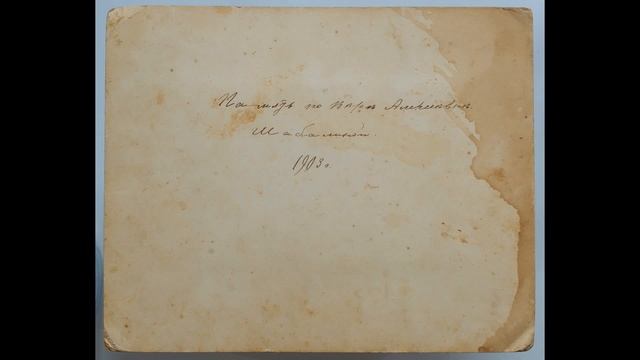 Память по Вѣрѣ Алексѣевнѣ
Шабалиной.
1903 г.